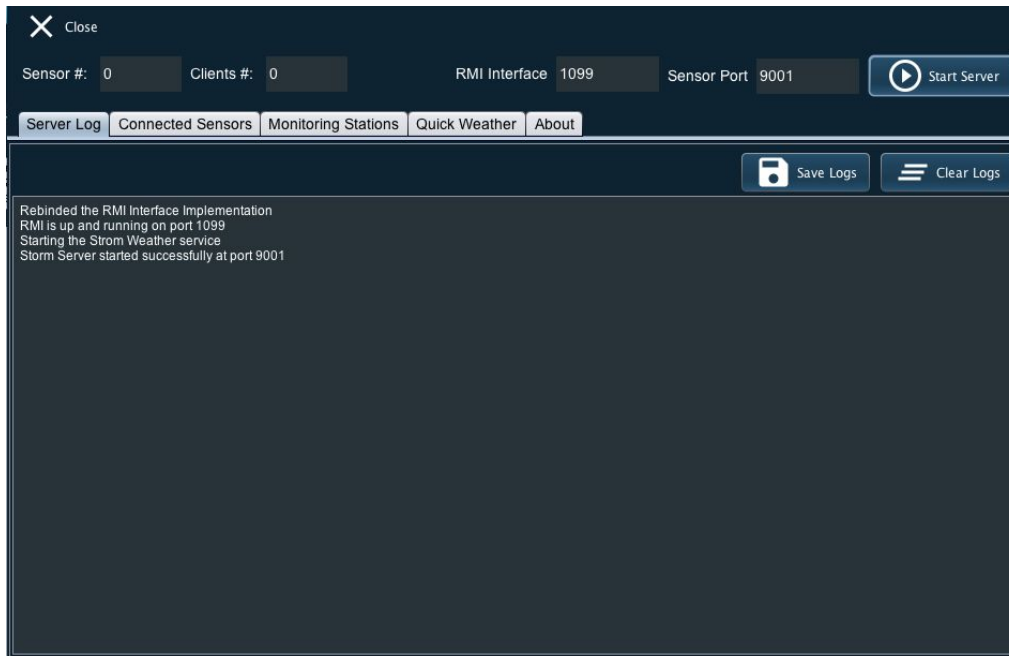 Close
Sensor #: 0 Clients #: 0 RMI Interface 1099 Sensor Port 9001 Start Server
Server Log Connected Sensors Monitoring Stations Quick Weather About
Save Logs Clear Logs
Rebinded the RMI Interface Implementation
RMI is up and running on port 1099
Starting the Strom Weather service
Storm Server started successfully at port 9001